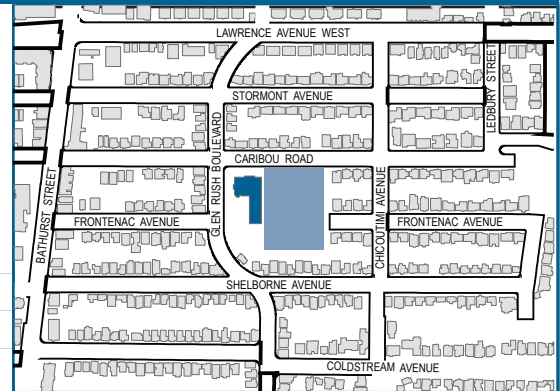 LAWRENCE AVENUE WEST
STORMONT AVENUE
LEDBURY STREET
GLEN RUSH BOULEVARD
CARIBOU ROAD
BATHURST STREET
CHICOUTIMI AVENUE
FRONTENAC AVENUE
FRONTENAC AVENUE
SHELBORNE AVENUE
COLDSTREAM AVENUE